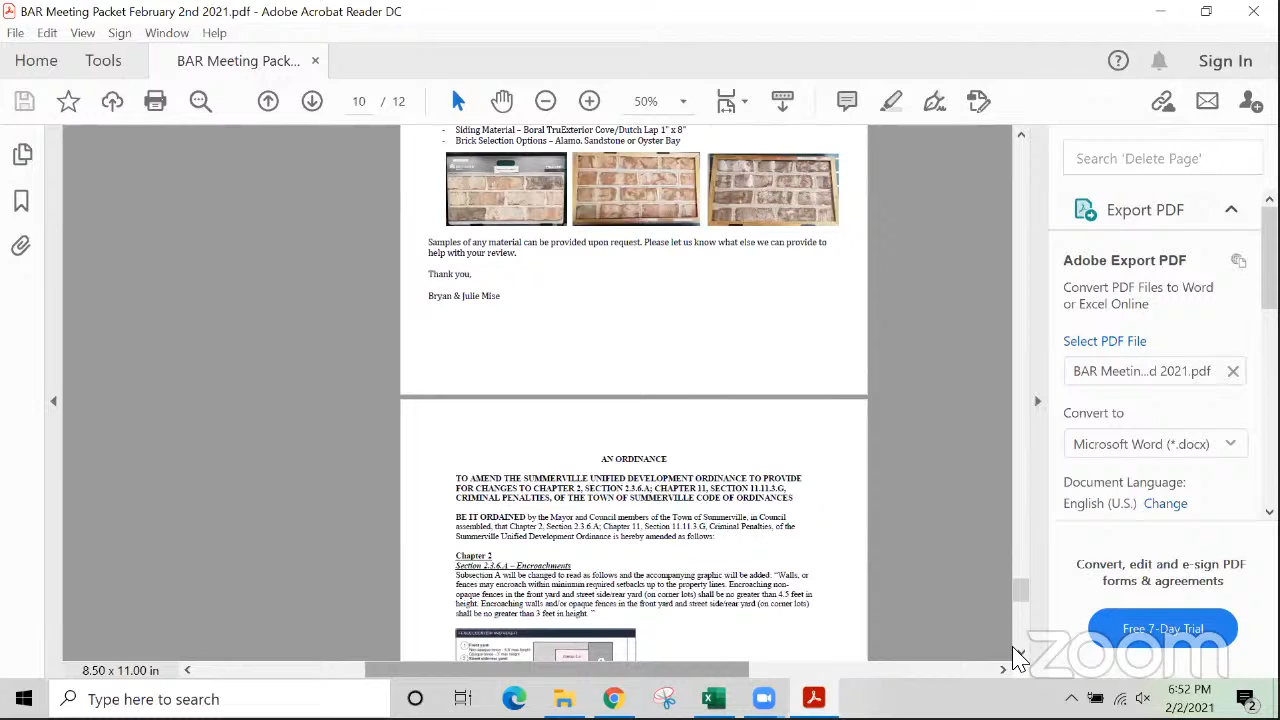 BAR Meeting Packet February 2nd 2021.pdf - Adobe Acrobat Reader DC
File Edit View Sign Window Help
Home Tools BAR Meeting Pack... × Sign In
10 / 12 50%
- Siding Material – Boral TruExterior Cove/Dutch Lap 1" x 8"
- Brick Selection Options – Alamo, Sandstone or Oyster Bay
Samples of any material can be provided upon request. Please let us know what else we can provide to
help with your review.
Thank you,
Bryan & Julie Mise
AN ORDINANCE
TO AMEND THE SUMMERVILLE UNIFIED DEVELOPMENT ORDINANCE TO PROVIDE
FOR CHANGES TO CHAPTER 2, SECTION 2.3.6.A; CHAPTER 11, SECTION 11.11.3.G,
CRIMINAL PENALTIES, OF THE TOWN OF SUMMERVILLE CODE OF ORDINANCES
BE IT ORDAINED by the Mayor and Council members of the Town of Summerville, in Council
assembled, that Chapter 2, Section 2.3.6.A; Chapter 11, Section 11.11.3.G, Criminal Penalties, of the
Summerville Unified Development Ordinance is hereby amended as follows:
Chapter 2
Section 2.3.6.A – Encroachments
Subsection A will be changed to read as follows and the accompanying graphic will be added: "Walls, or
fences may encroach within minimum required setbacks up to the property lines. Encroaching non-
opaque fences in the front yard and street side/rear yard (on corner lots) shall be no greater than 4.5 feet in
height. Encroaching walls and/or opaque fences in the front yard and street side/rear yard (on corner lots)
shall be no greater than 3 feet in height. "
Front yard
8.50 x 11.00 in
Search 'Delete Page'
Export PDF
Adobe Export PDF
Convert PDF Files to Word
or Excel Online
Select PDF File
BAR Meetin...d 2021.pdf
Convert to
Microsoft Word (*.docx)
Document Language:
English (U.S.) Change
Convert, edit and e-sign PDF
forms & agreements
Free 7-Day Trial
zoom
Type here to search
6:52 PM
2/2/2021
2